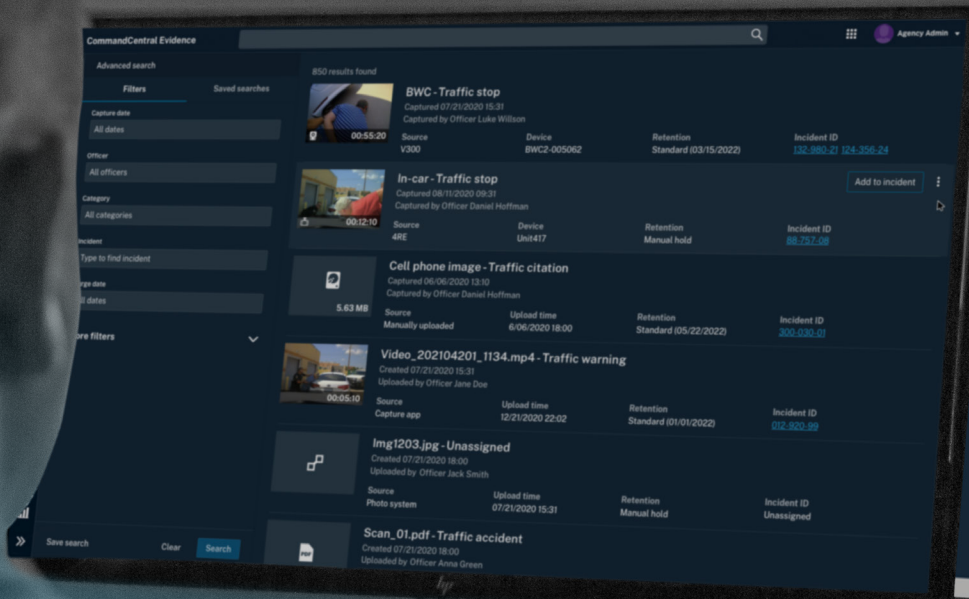 CommandCentral Evidence
Agency Admin
Advanced search
Filters
Saved searches
Capture date
All dates
Officer
All officers
Category
All categories
Incident
Type to find incident
rge date
ll dates
ore filters
Save search
Clear
Search
850 results found
BWC - Traffic stop
Captured 07/21/2020 15:31
Captured by Officer Luke Willson
00:55:20
Source Device Retention Incident ID
V300 BWC2-005062 Standard (03/15/2022) 132-980-21 124-356-24
In-car - Traffic stop
Add to incident
Captured 08/11/2020 09:31
Captured by Officer Daniel Hoffman
00:12:10
Source Device Retention Incident ID
4RE Unit417 Manual hold 88-757-08
Cell phone image - Traffic citation
Captured 06/06/2020 13:10
Captured by Officer Daniel Hoffman
5.63 MB
Source Upload time Retention Incident ID
Manually uploaded 6/06/2020 18:00 Standard (05/22/2022) 300-030-01
Video_202104201_1134.mp4 - Traffic warning
Created 07/21/2020 15:31
Uploaded by Officer Jane Doe
00:05:10
Source Upload time Retention Incident ID
Capture app 12/21/2020 22:02 Standard (01/01/2022) 012-920-99
Img1203.jpg - Unassigned
Created 07/21/2020 18:00
Uploaded by Officer Jack Smith
Source Upload time Retention Incident ID
Photo system 07/21/2020 15:31 Manual hold Unassigned
Scan_01.pdf - Traffic accident
Created 07/21/2020 18:00
Uploaded by Officer Anna Green
PDF
hp